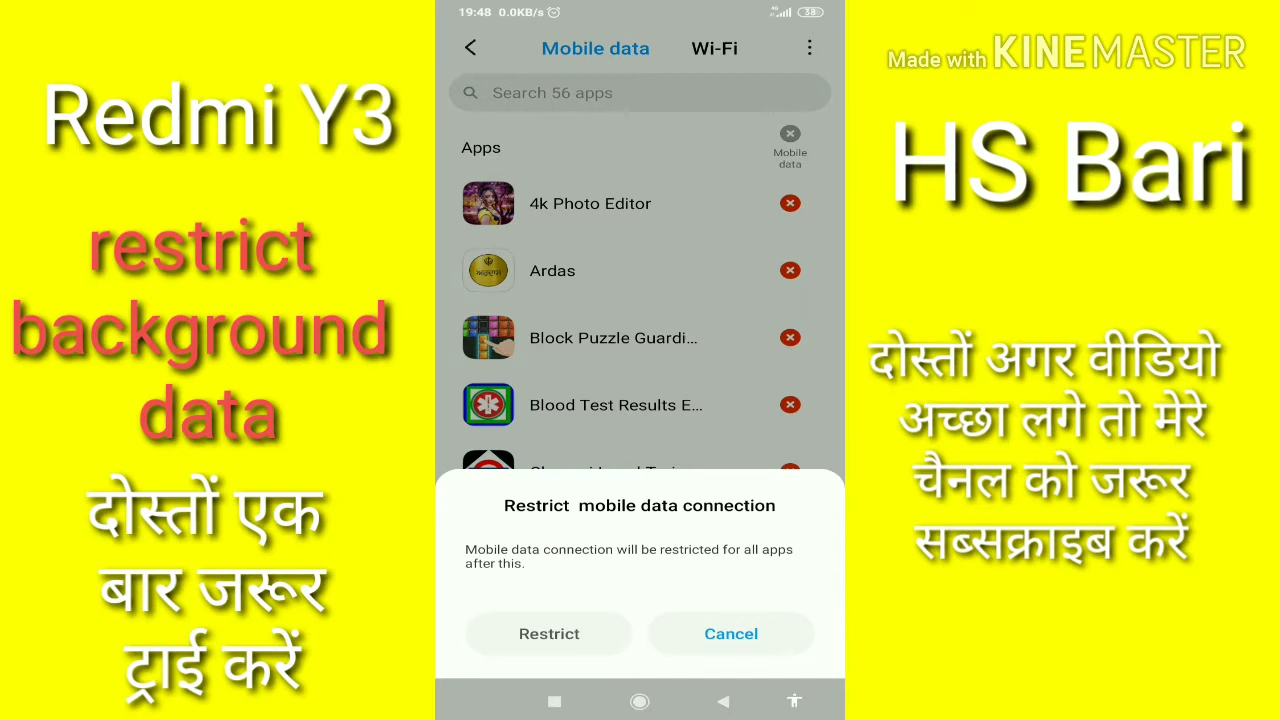 Redmi Y3
restrict
background
data
दोस्तों एक
बार जरूर
ट्राई करें
19:48 0.0KB/s
4G
38
Mobile data
Wi-Fi
Search 56 apps
Apps
Mobile
data
4k Photo Editor
Ardas
Block Puzzle Guardi...
Blood Test Results E...
Restrict mobile data connection
Mobile data connection will be restricted for all apps
after this.
Restrict
Cancel
Made with KINEMASTER
HS Bari
दोस्तों अगर वीडियो
अच्छा लगे तो मेरे
चैनल को जरूर
सब्सक्राइब करें